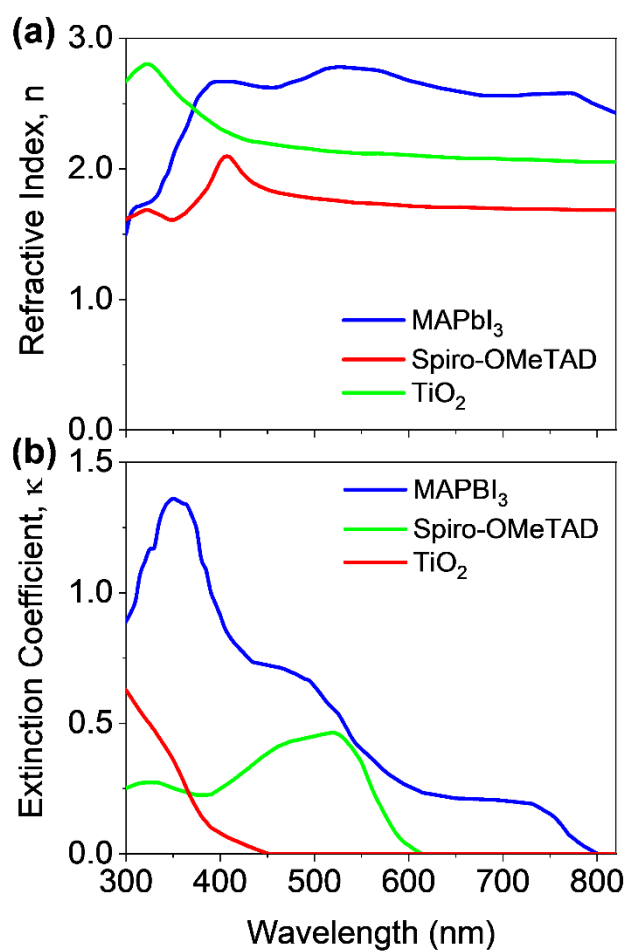 (a)
3.0
2.0
1.0
0.0
Refractive Index, n
MAPbI₃
Spiro-OMeTAD
TiO₂
(b)
1.5
1.0
0.5
0.0
Extinction Coefficient, κ
MAPBI₃
Spiro-OMeTAD
TiO₂
300 400 500 600 700 800
Wavelength (nm)